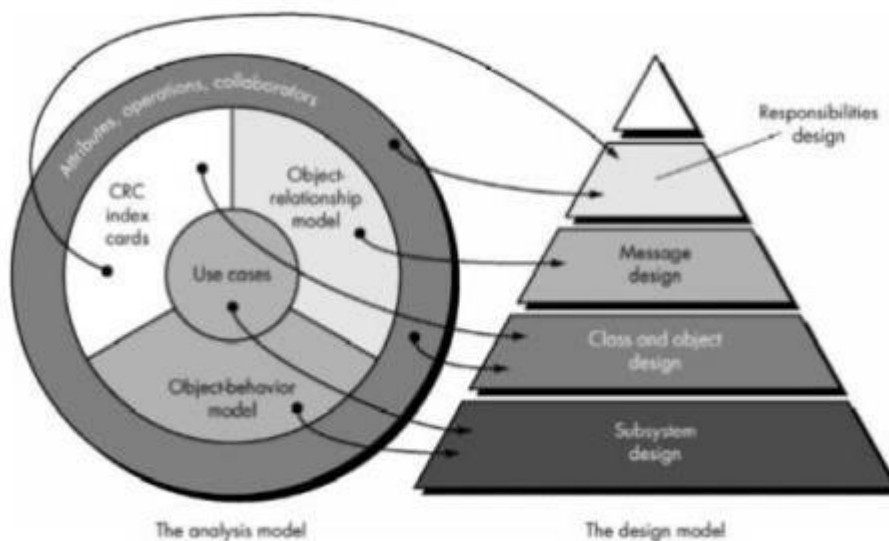 Attributes, operations, collaborators
CRC
index
cards
Object-
relationship
model
Use cases
Object-behavior
model
The analysis model
Responsibilities
design
Message
design
Class and object
design
Subsystem
design
The design model